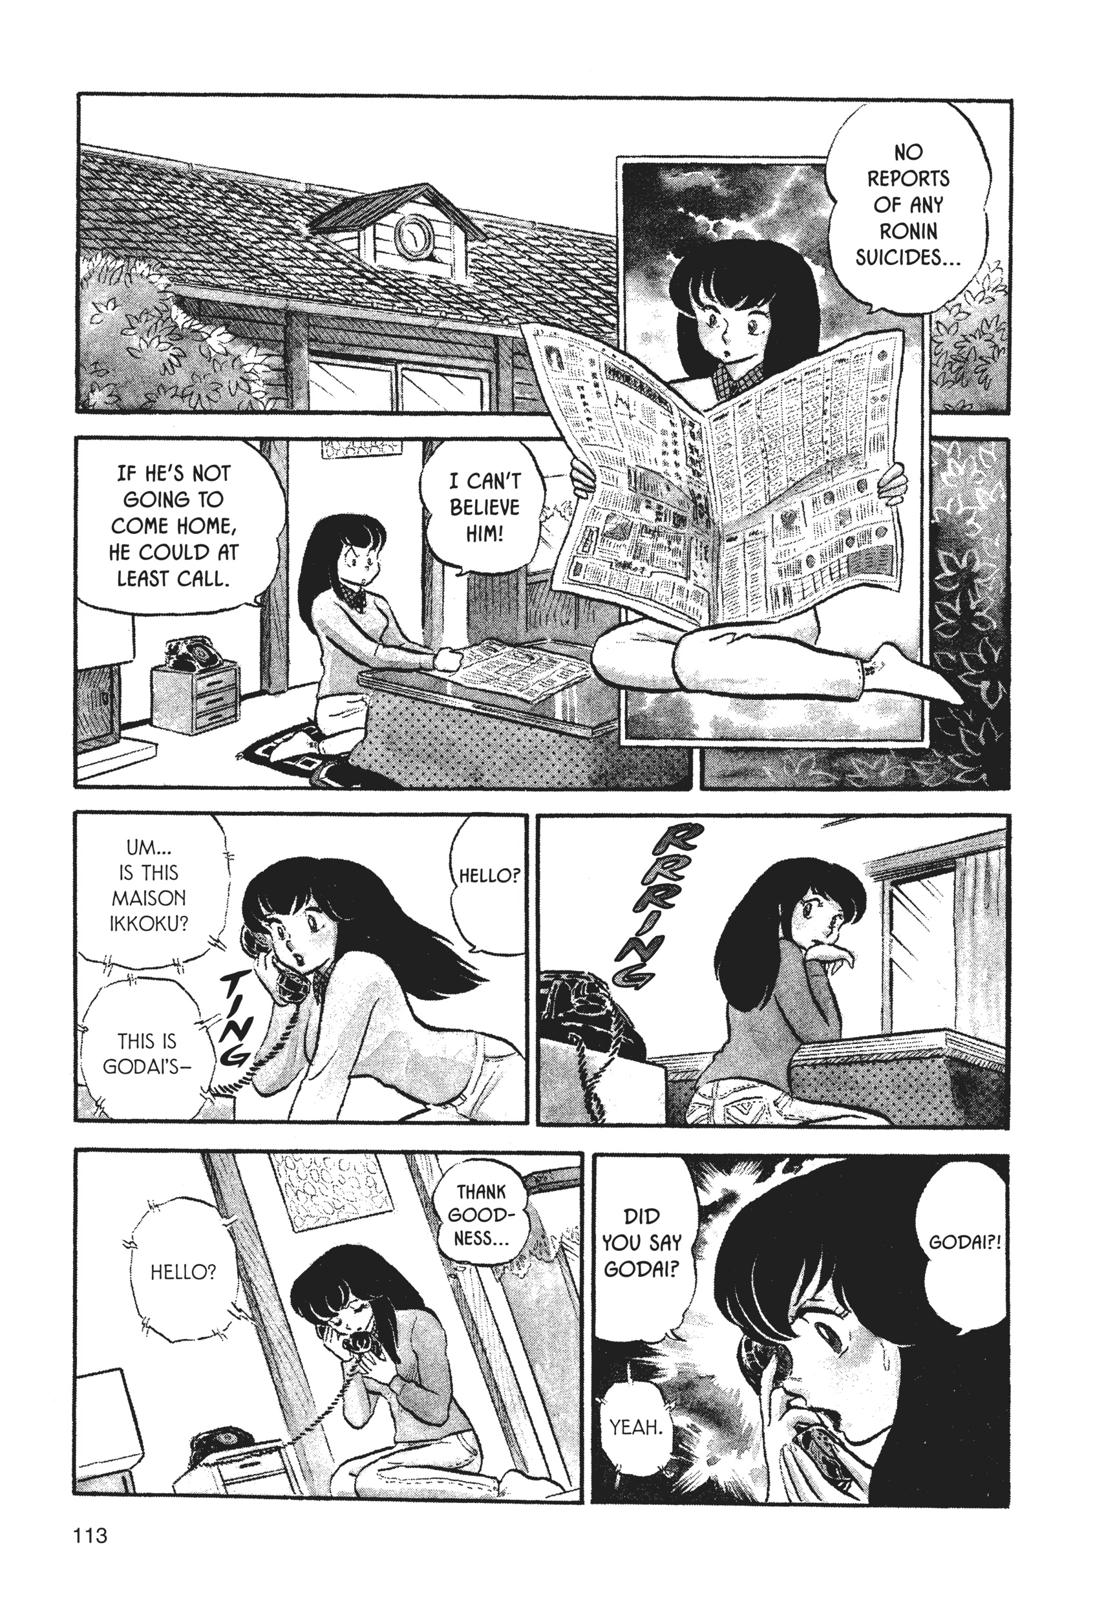 NO
REPORTS
OF ANY
RONIN
SUICIDES...
I CAN'T
BELIEVE
HIM!
IF HE'S NOT
GOING TO
COME HOME,
HE COULD AT
LEAST CALL.
RRRING
HELLO?
TING
UM...
IS THIS
MAISON
IKKOKU?
THIS IS
GODAI'S–
GODAI?!
DID
YOU SAY
GODAI?
YEAH.
THANK
GOOD-
NESS...
HELLO?
113